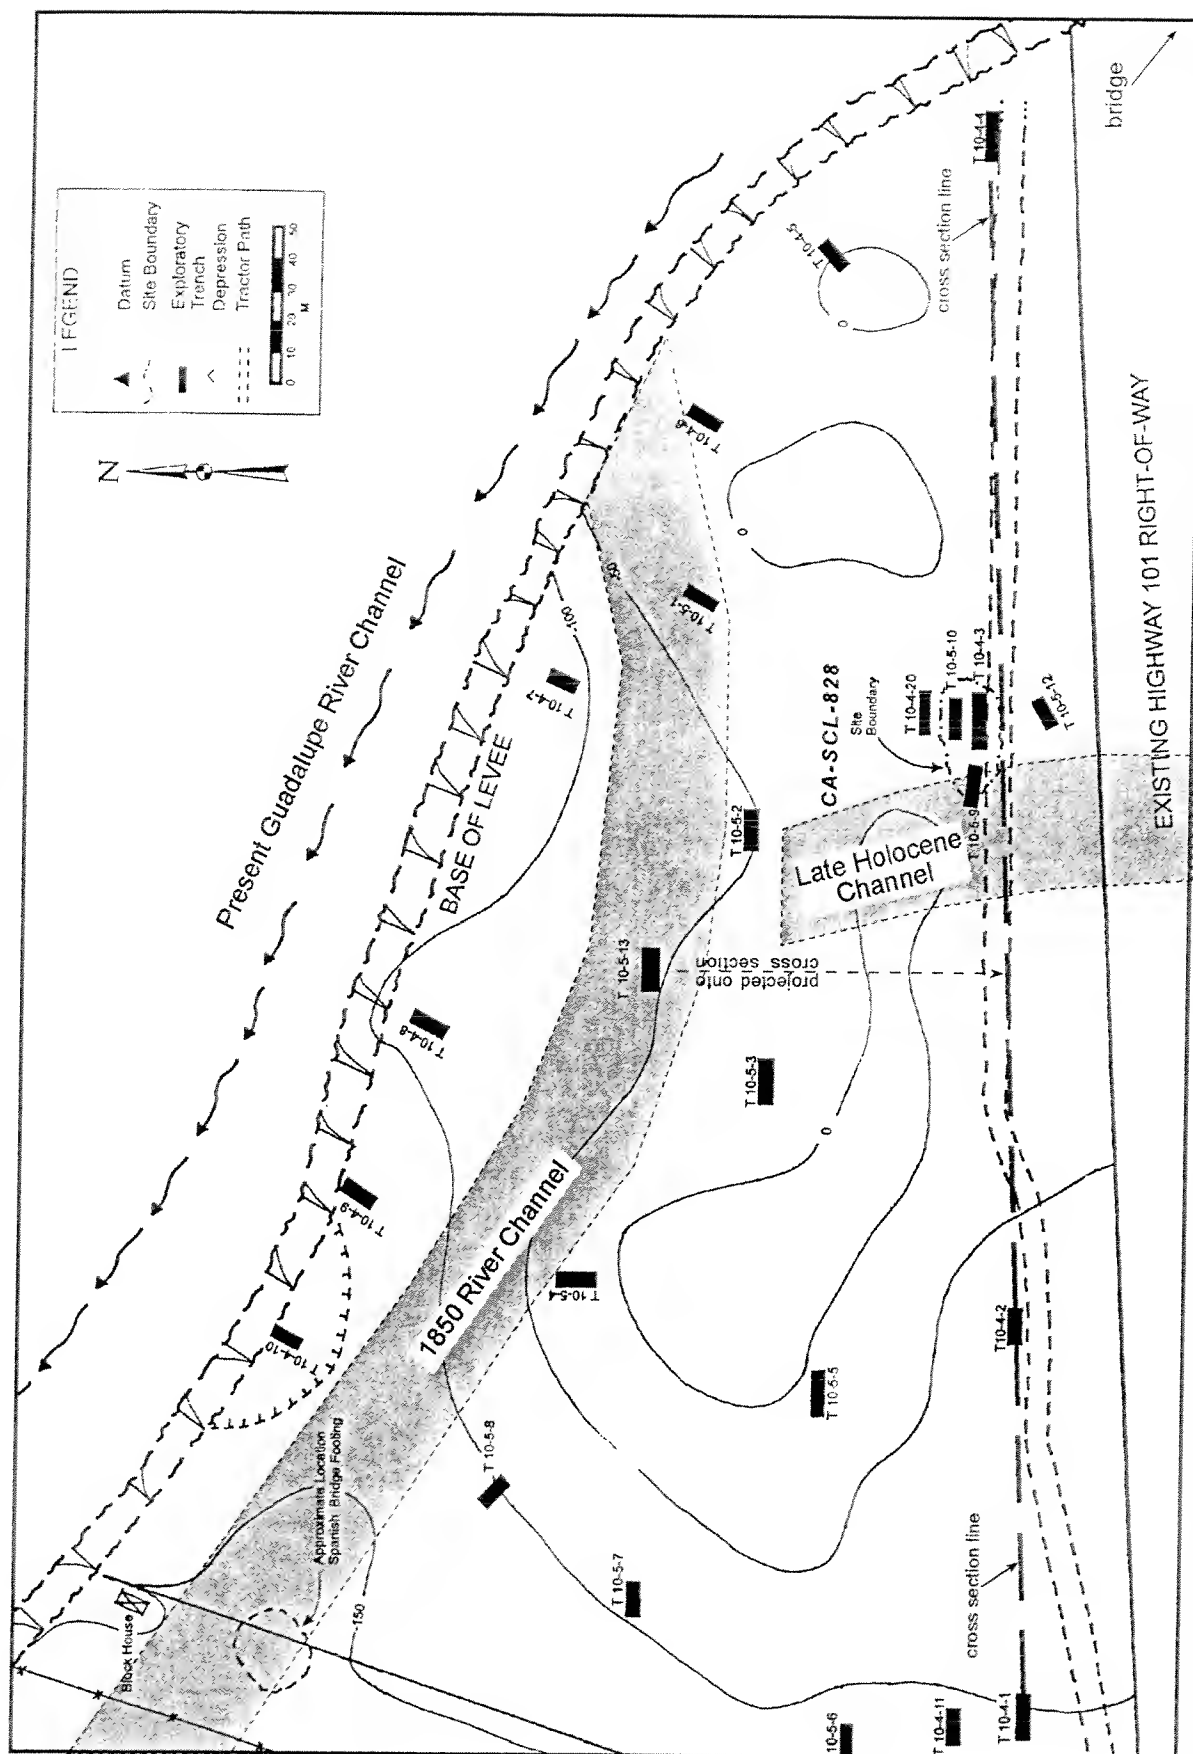 LEGEND
Datum
Site Boundary
Exploratory
Trench
Depression
Tractor Path
0 10 20 30 40 50
M
N
bridge
T 10-4-4
cross section line
T 10-4-5
0
T 10-4-6
0
Present Guadalupe River Channel
BASE OF LEVEE
-100
T 10-4-7
-50
T 10-5-1
EXISTING HIGHWAY 101 RIGHT-OF-WAY
CA-SCL-828
Site
Boundary
T 10-4-20
T 10-5-10
T 10-4-3
T 10-5-12
T 10-5-9
T 10-5-2
Late Holocene
Channel
T 10-5-13
projected onto
cross section
T 10-4-8
T 10-5-3
0
T 10-4-9
1850 River Channel
T 10-5-4
T 10-4-10
T10-4-2
T 10-5-5
T 10-5-8
Approximate Location
Spanish Bridge Footing
T 10-5-7
-150
Block House
cross section line
10-5-6
T 10-4-11
T 10-4-1